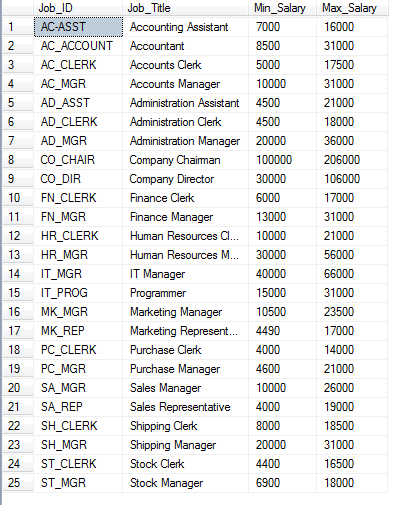 Job_ID Job_Title Min_Salary Max_Salary
1 AC-ASST Accounting Assistant 7000 16000
2 AC_ACCOUNT Accountant 8500 31000
3 AC_CLERK Accounts Clerk 5000 17500
4 AC_MGR Accounts Manager 10000 31000
5 AD_ASST Administration Assistant 4500 21000
6 AD_CLERK Administration Clerk 4500 18000
7 AD_MGR Administration Manager 20000 36000
8 CO_CHAIR Company Chairman 100000 206000
9 CO_DIR Company Director 30000 106000
10 FN_CLERK Finance Clerk 6000 17000
11 FN_MGR Finance Manager 13000 31000
12 HR_CLERK Human Resources Cl... 10000 21000
13 HR_MGR Human Resources M... 30000 56000
14 IT_MGR IT Manager 40000 66000
15 IT_PROG Programmer 15000 31000
16 MK_MGR Marketing Manager 10500 23500
17 MK_REP Marketing Represent... 4490 17000
18 PC_CLERK Purchase Clerk 4000 14000
19 PC_MGR Purchase Manager 4600 21000
20 SA_MGR Sales Manager 10000 26000
21 SA_REP Sales Representative 4000 19000
22 SH_CLERK Shipping Clerk 8000 18500
23 SH_MGR Shipping Manager 20000 31000
24 ST_CLERK Stock Clerk 4400 16500
25 ST_MGR Stock Manager 6900 18000